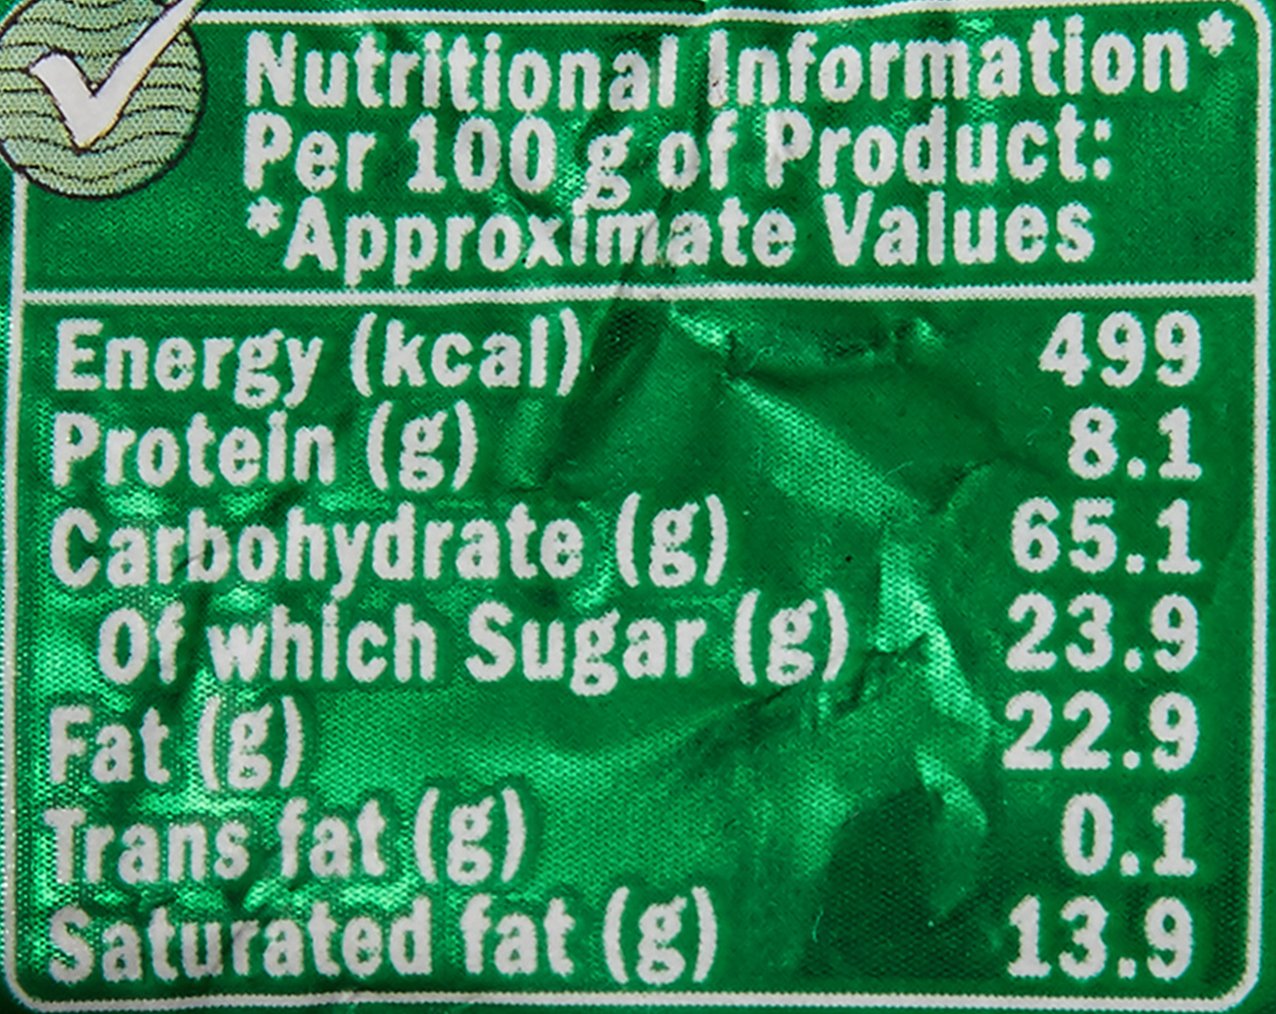 Nutritional Information*
Per 100 g of Product:
*Approximate Values
Energy (kcal) 499
Protein (g) 8.1
Carbohydrate (g) 65.1
Of which Sugar (g) 23.9
Fat (g) 22.9
Trans fat (g) 0.1
Saturated fat (g) 13.9